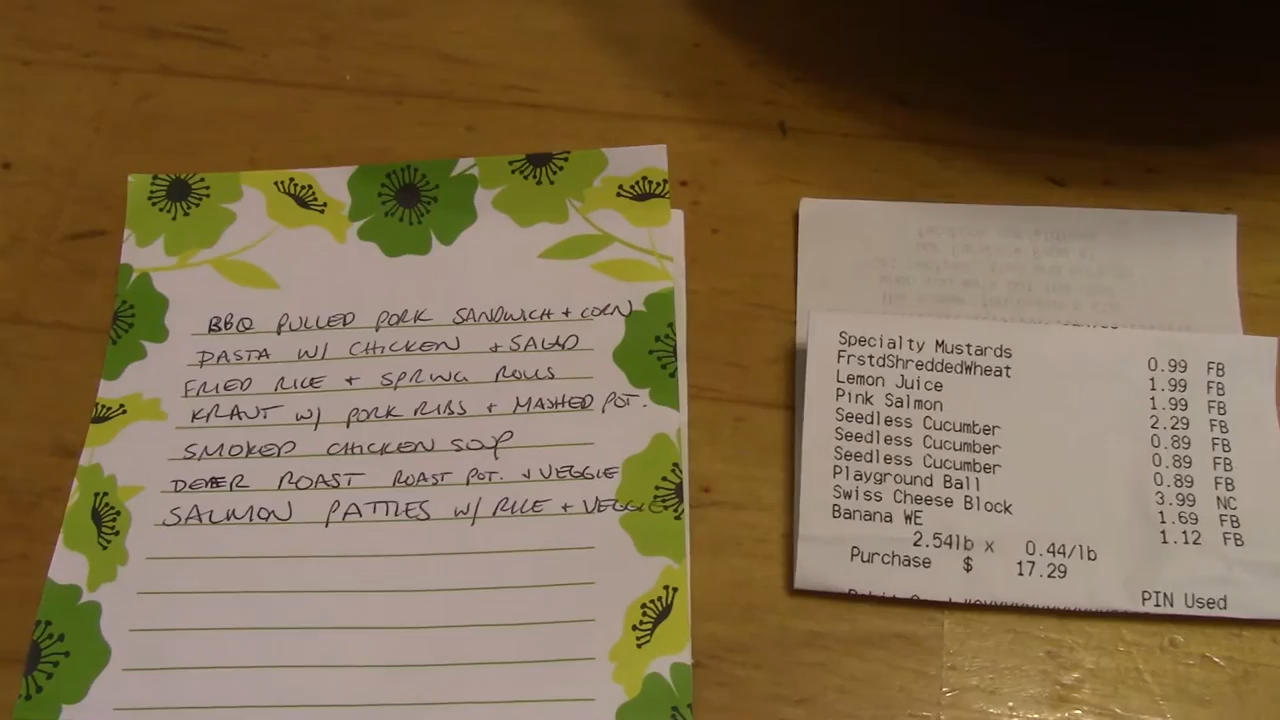 BBQ PULLED PORK SANDWICH + CORN
PASTA W/ CHICKEN + SALAD
FRIED RICE + SPRING ROLLS
KRAUT W/ PORK RIBS + MASHED POT.
SMOKED CHICKEN SOUP
DEER ROAST ROAST POT. + VEGGIE
SALMON PATTIES W/ RICE + VEGGIE
Specialty Mustards 0.99 FB
FrstdShreddedWheat 1.99 FB
Lemon Juice 1.99 FB
Pink Salmon 2.29 FB
Seedless Cucumber 0.89 FB
Seedless Cucumber 0.89 FB
Seedless Cucumber 0.89 FB
Playground Ball 3.99 NC
Swiss Cheese Block 1.69 FB
Banana WE 1.12 FB
2.54lb x 0.44/lb
Purchase $ 17.29
PIN Used